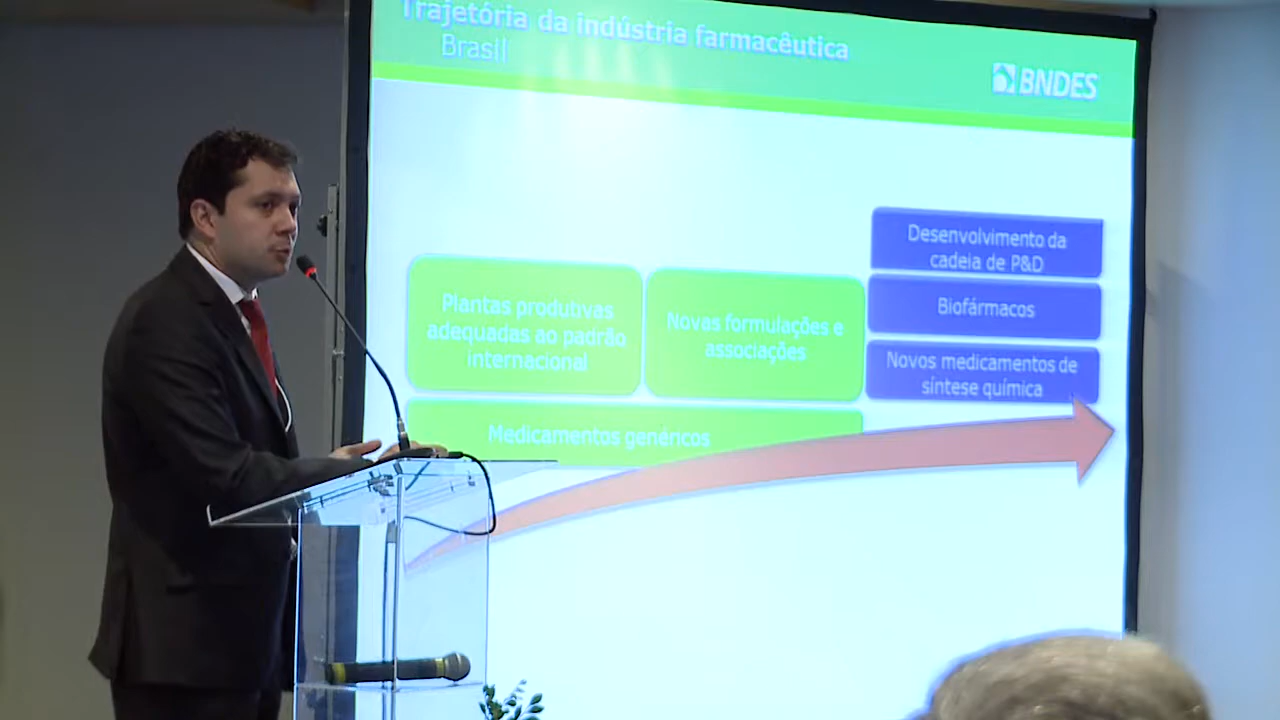 Trajetória da indústria farmacêutica
Brasil
BNDES
Desenvolvimento da
cadeia de P&D
Plantas produtivas
adequadas ao padrão
internacional
Novas formulações e
associações
Biofármacos
Novos medicamentos de
síntese química
Medicamentos genéricos